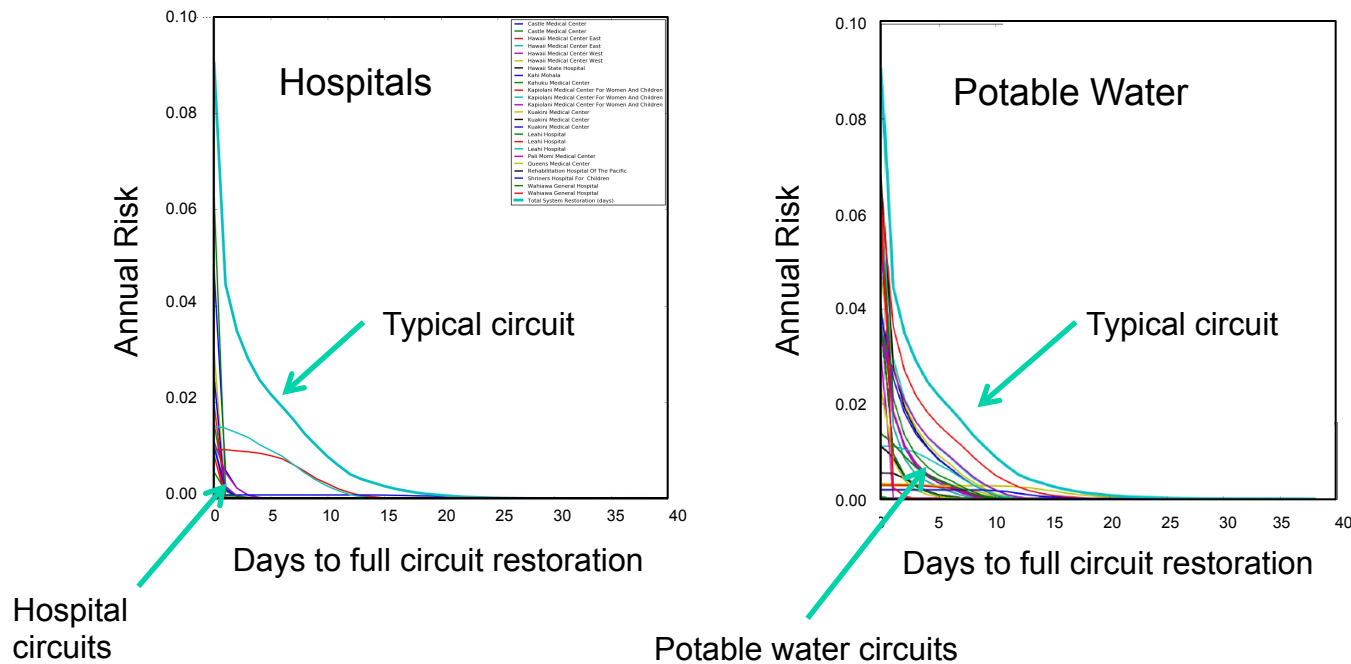 Hospitals
Annual Risk
0.10
0.08
0.06
0.04
0.02
0.00
Castle Medical Center
Castle Medical Center
Hawaii Medical Center East
Hawaii Medical Center East
Hawaii Medical Center West
Hawaii Medical Center West
Hawaii State Hospital
Kahi Mohala
Kahuku Medical Center
Kapiolani Medical Center For Women And Children
Kapiolani Medical Center For Women And Children
Kapiolani Medical Center For Women And Children
Kuakini Medical Center
Kuakini Medical Center
Kuakini Medical Center
Leahi Hospital
Leahi Hospital
Leahi Hospital
Pali Momi Medical Center
Queens Medical Center
Rehabilitation Hospital Of The Pacific
Shriners Hospital For Children
Wahiawa General Hospital
Wahiawa General Hospital
Total System Restoration (days)
Typical circuit
0 5 10 15 20 25 30 35 40
Days to full circuit restoration
Hospital
circuits
Potable Water
Annual Risk
0.10
0.08
0.06
0.04
0.02
0.00
Typical circuit
5 10 15 20 25 30 35 40
Days to full circuit restoration
Potable water circuits